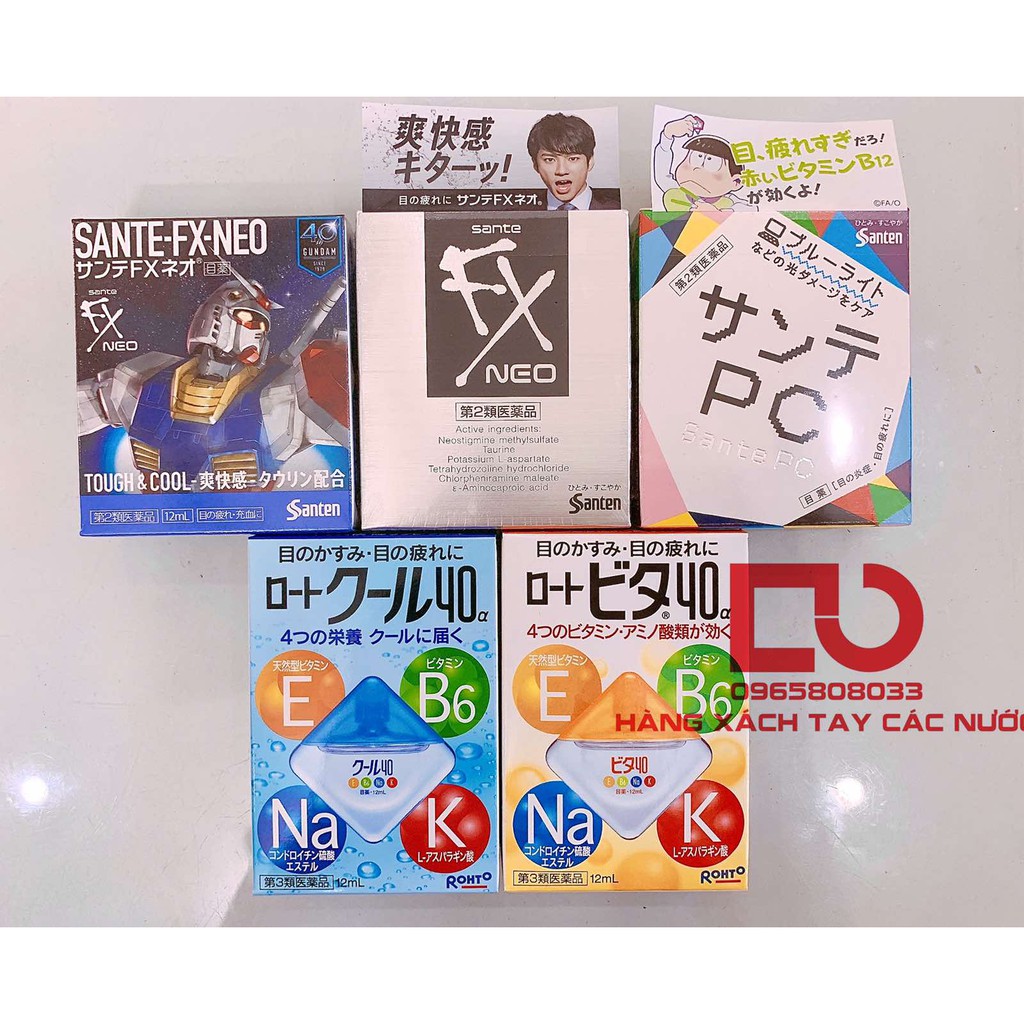 SANTE-FX-NEO
サンテFXネオ® 目薬
40th
GUNDAM
SINCE 1979
sante
FX
NEO
TOUGH & COOL-爽快感=タウリン配合
第2類医薬品 12mL 目の疲れ・充血に
Santen
爽快感
キターッ!
目の疲れに サンテFXネオ®
sante
FX
NEO
第2類医薬品
Active ingredients:
Neostigmine methylsulfate
Taurine
Potassium L-aspartate
Tetrahydrozoline hydrochloride
Chlorpheniramine maleate
ε-Aminocaproic acid
ひとみ・すこやか
Santen
目、疲れすぎだろ!
赤いビタミンB12
が効くよ!
©FA/O
ひとみ・すこやか
Santen
第2類医薬品
ブルーライト
などの光ダメージをケア
サンテ
PC
Sante PC
目薬 [目の炎症・目の疲れに]
目のかすみ・目の疲れに
ロートクール40α
4つの栄養 クールに届く
天然型ビタミン
E
ビタミン
B6
クール40
E B6 Na K
目薬・12mL
Na
コンドロイチン硫酸
エステル
K
L-アスパラギン酸
第3類医薬品 12mL
ROHTO
目のかすみ・目の疲れに
ロートビタ®40α
4つのビタミン・アミノ酸類が効く
天然型ビタミン
E
ビタミン
B6
ビタ40
E B6 Na K
目薬・12mL
Na
コンドロイチン硫酸
エステル
K
L-アスパラギン酸
第3類医薬品 12mL
ROHTO
0965808033
HÀNG XÁCH TAY CÁC NƯỚC